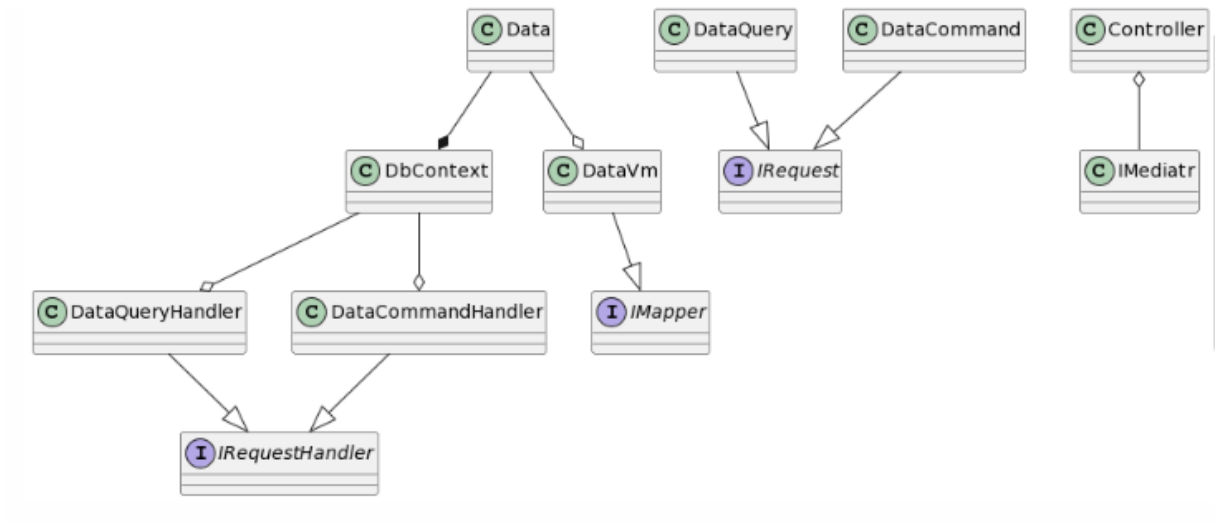 C Data
C DataQuery
C DataCommand
C Controller
C DbContext
C DataVm
I IRequest
C IMediatr
C DataQueryHandler
C DataCommandHandler
I IMapper
I IRequestHandler